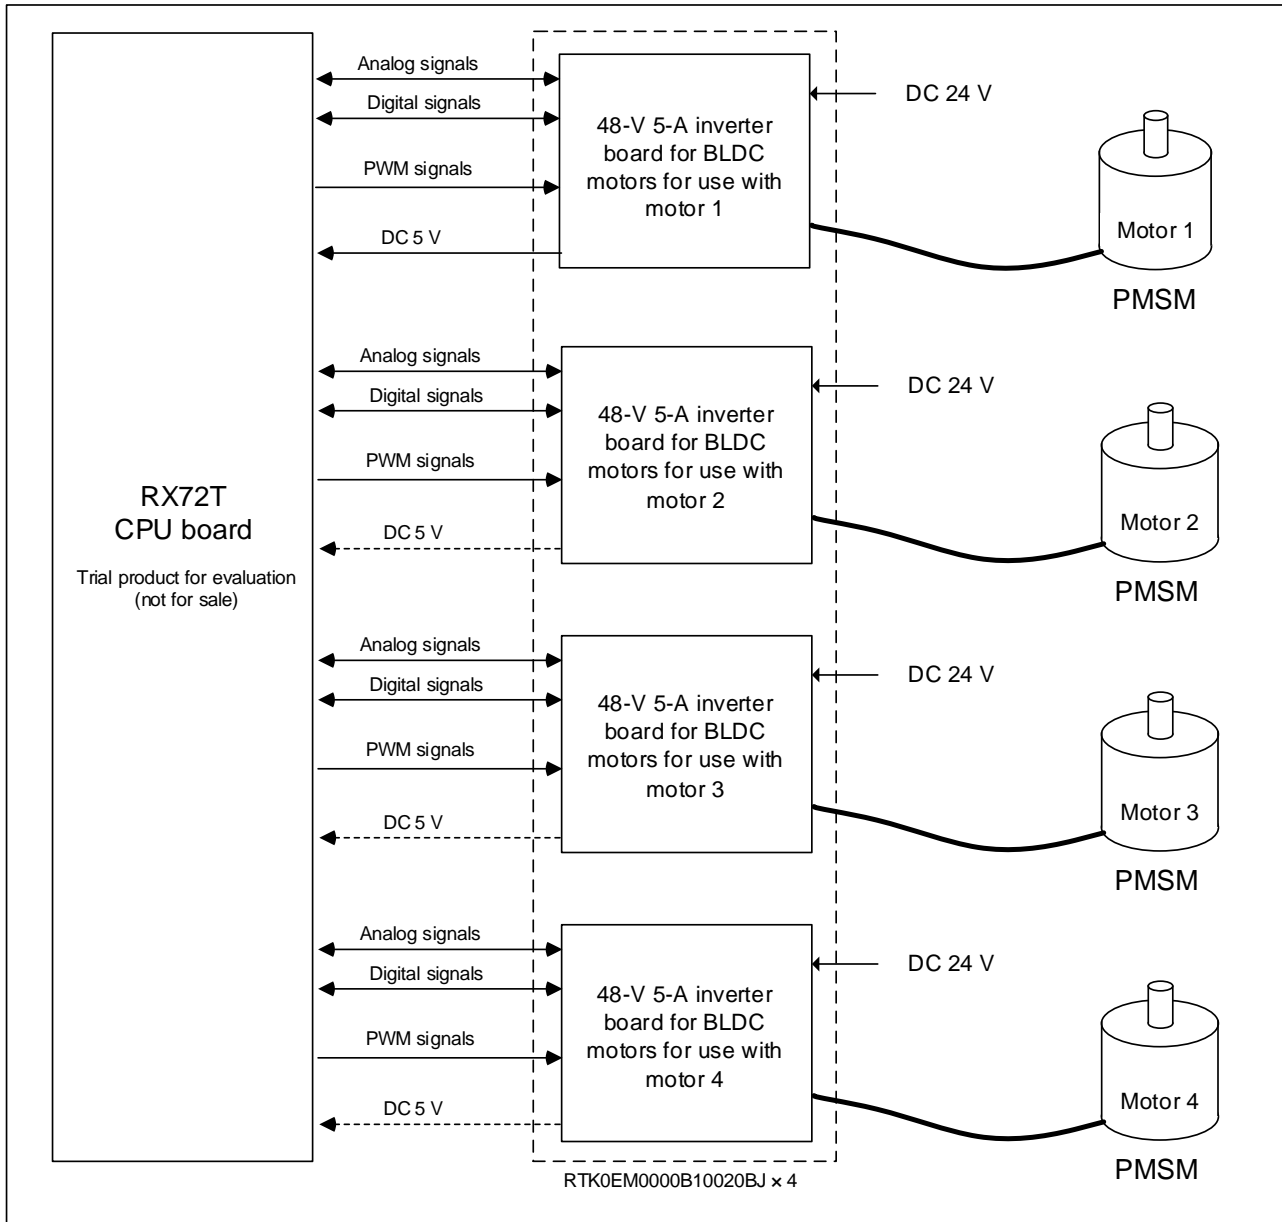 RX72T
CPU board
Trial product for evaluation
(not for sale)
Analog signals
Digital signals
PWM signals
DC 5 V
48-V 5-A inverter
board for BLDC
motors for use with
motor 1
DC 24 V
Motor 1
PMSM
Analog signals
Digital signals
PWM signals
DC 5 V
48-V 5-A inverter
board for BLDC
motors for use with
motor 2
DC 24 V
Motor 2
PMSM
Analog signals
Digital signals
PWM signals
DC 5 V
48-V 5-A inverter
board for BLDC
motors for use with
motor 3
DC 24 V
Motor 3
PMSM
Analog signals
Digital signals
PWM signals
DC 5 V
48-V 5-A inverter
board for BLDC
motors for use with
motor 4
DC 24 V
Motor 4
PMSM
RTK0EM0000B10020BJ × 4